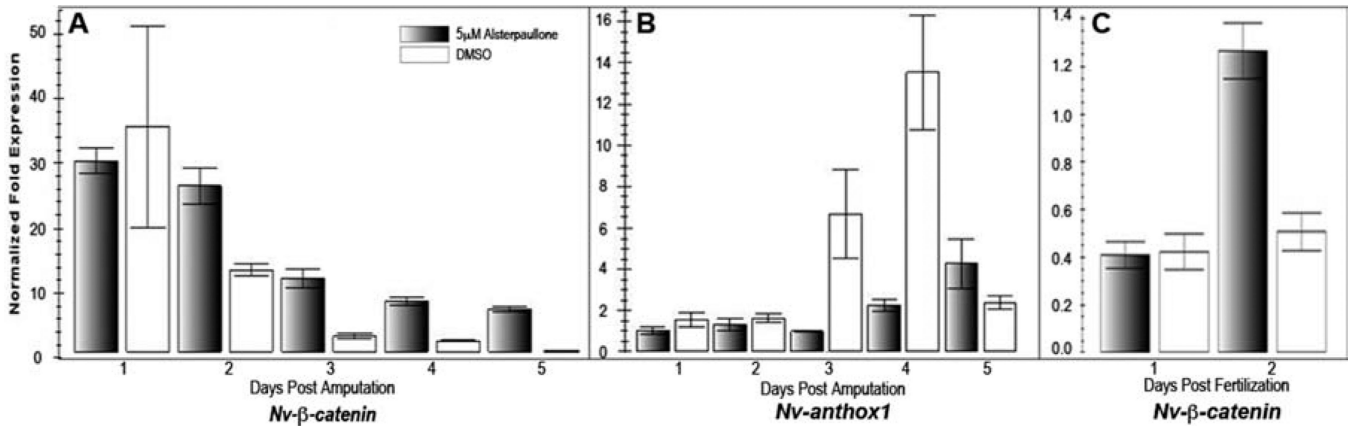 A
5μM Alsterpaullone
DMSO
Normalized Fold Expression
50
40
30
20
10
0
1 2 3 4 5
Days Post Amputation
Nv-β-catenin
B
16
14
12
10
8
6
4
2
0
1 2 3 4 5
Days Post Amputation
Nv-anthox1
C
1.4
1.2
1.0
0.8
0.6
0.4
0.2
0.0
1 2
Days Post Fertilization
Nv-β-catenin